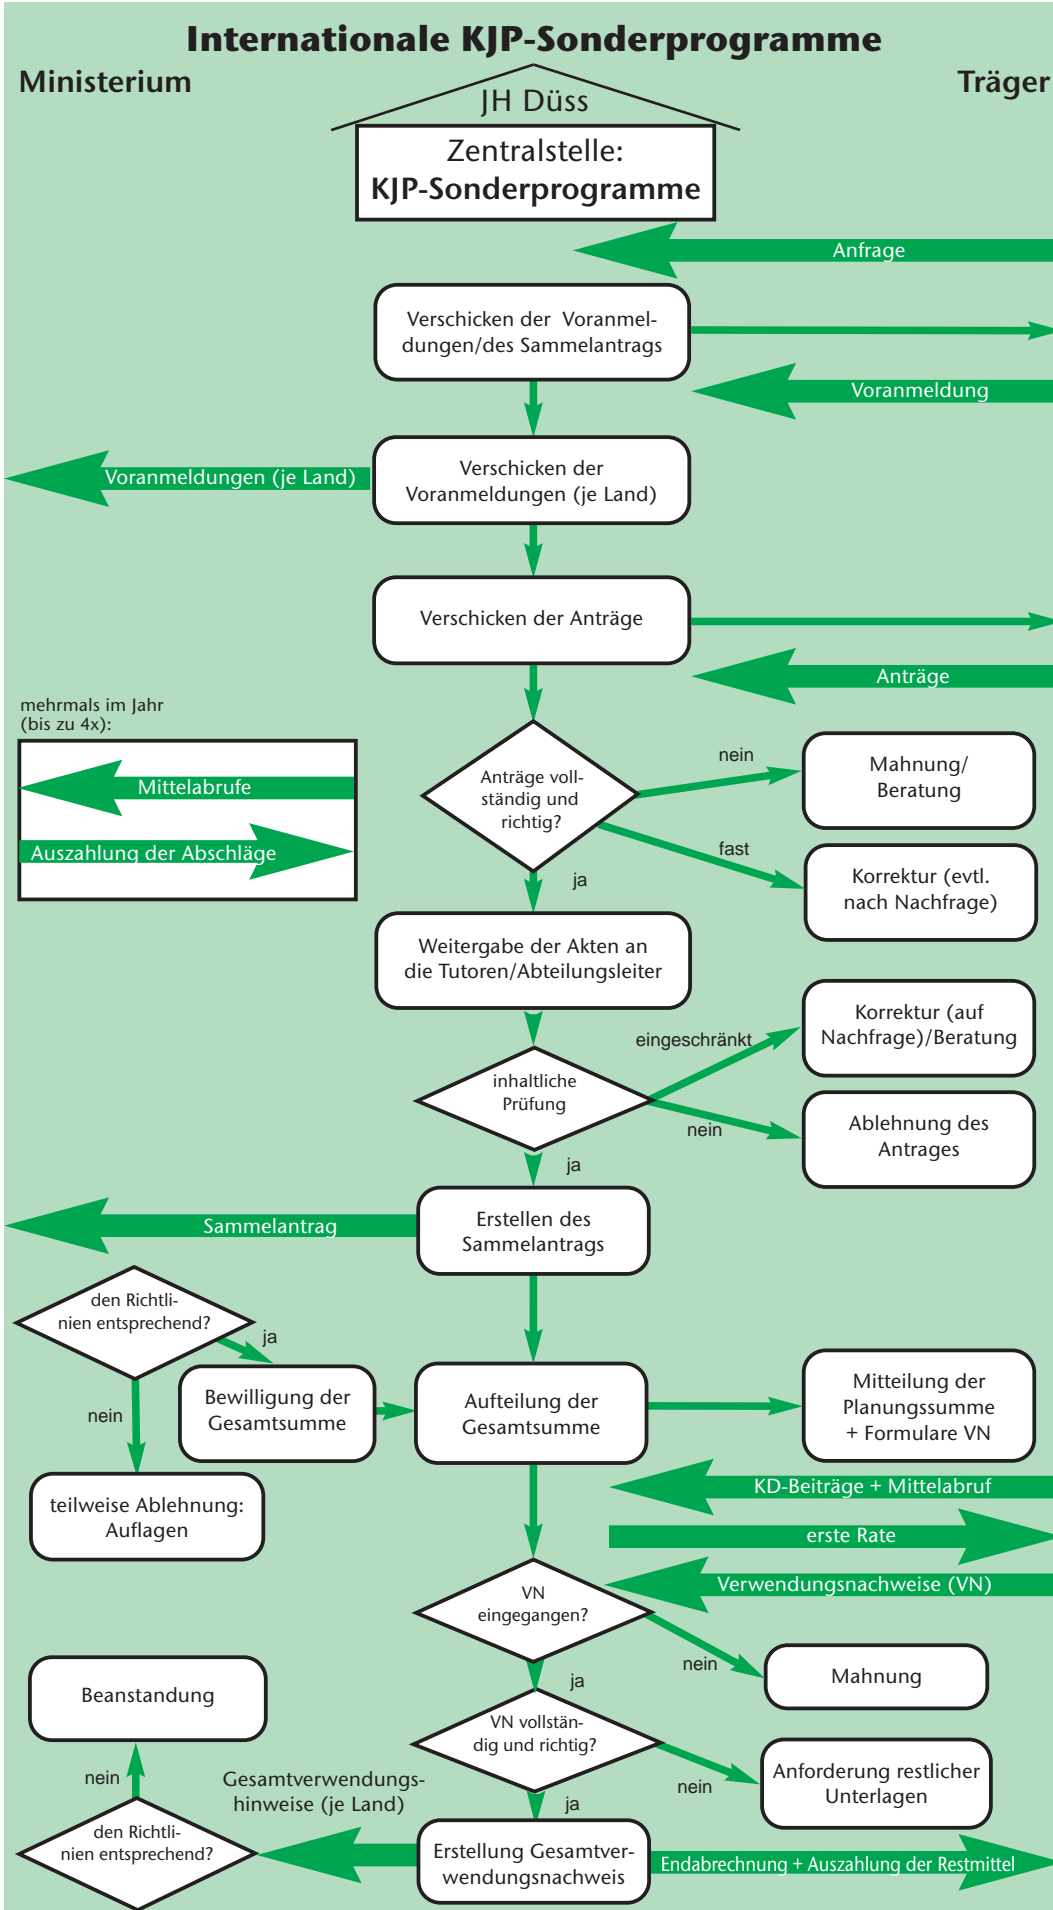 Internationale KJP-Sonderprogramme
Ministerium
Träger
JH Düss
Zentralstelle:
KJP-Sonderprogramme
Anfrage
Verschicken der Voranmel-
dungen/des Sammelantrags
Voranmeldung
Voranmeldungen (je Land)
Verschicken der
Voranmeldungen (je Land)
Verschicken der Anträge
Anträge
mehrmals im Jahr
(bis zu 4x):
Mittelabrufe
Auszahlung der Abschläge
Anträge voll-
ständig und
richtig?
nein
Mahnung/
Beratung
fast
Korrektur (evtl.
nach Nachfrage)
ja
Weitergabe der Akten an
die Tutoren/Abteilungsleiter
inhaltliche
Prüfung
eingeschränkt
Korrektur (auf
Nachfrage)/Beratung
nein
Ablehnung des
Antrages
ja
Sammelantrag
Erstellen des
Sammelantrags
den Richtli-
nien entsprechend?
ja
Bewilligung der
Gesamtsumme
nein
teilweise Ablehnung:
Auflagen
Aufteilung der
Gesamtsumme
Mitteilung der
Planungssumme
+ Formulare VN
KD-Beiträge + Mittelabruf
erste Rate
Verwendungsnachweise (VN)
VN
eingegangen?
nein
Mahnung
ja
VN vollstän-
dig und richtig?
nein
Anforderung restlicher
Unterlagen
ja
Beanstandung
nein
Gesamtverwendungs-
hinweise (je Land)
den Richtli-
nien entsprechend?
Erstellung Gesamtver-
wendungsnachweis
Endabrechnung + Auszahlung der Restmittel